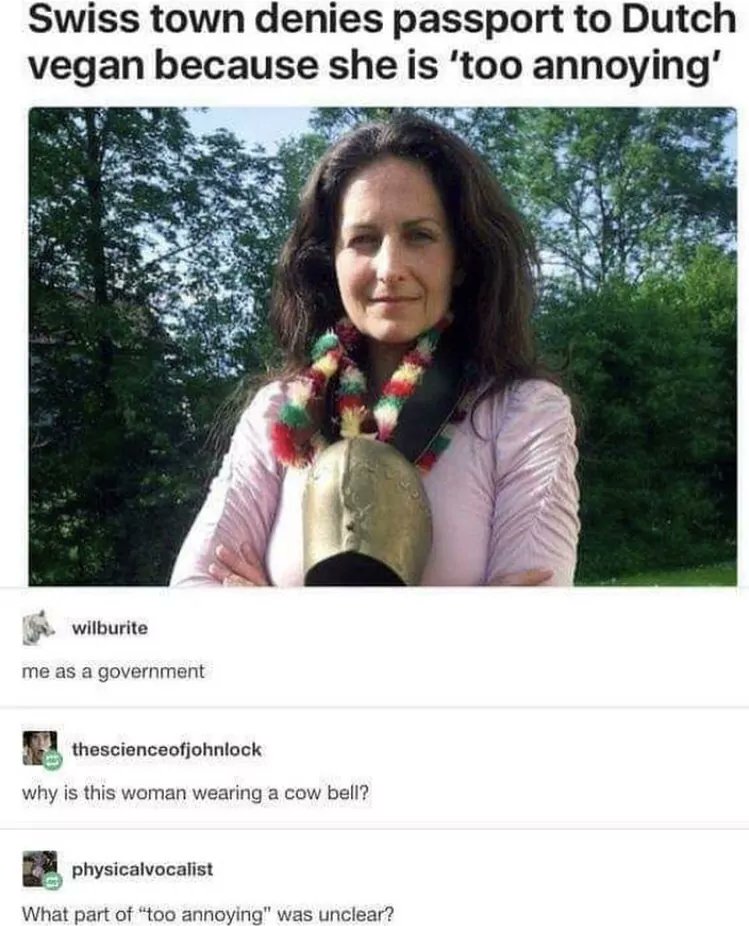 Swiss town denies passport to Dutch
vegan because she is ‘too annoying’
wilburite
me as a government
thescienceofjohnlock
why is this woman wearing a cow bell?
physicalvocalist
What part of “too annoying” was unclear?